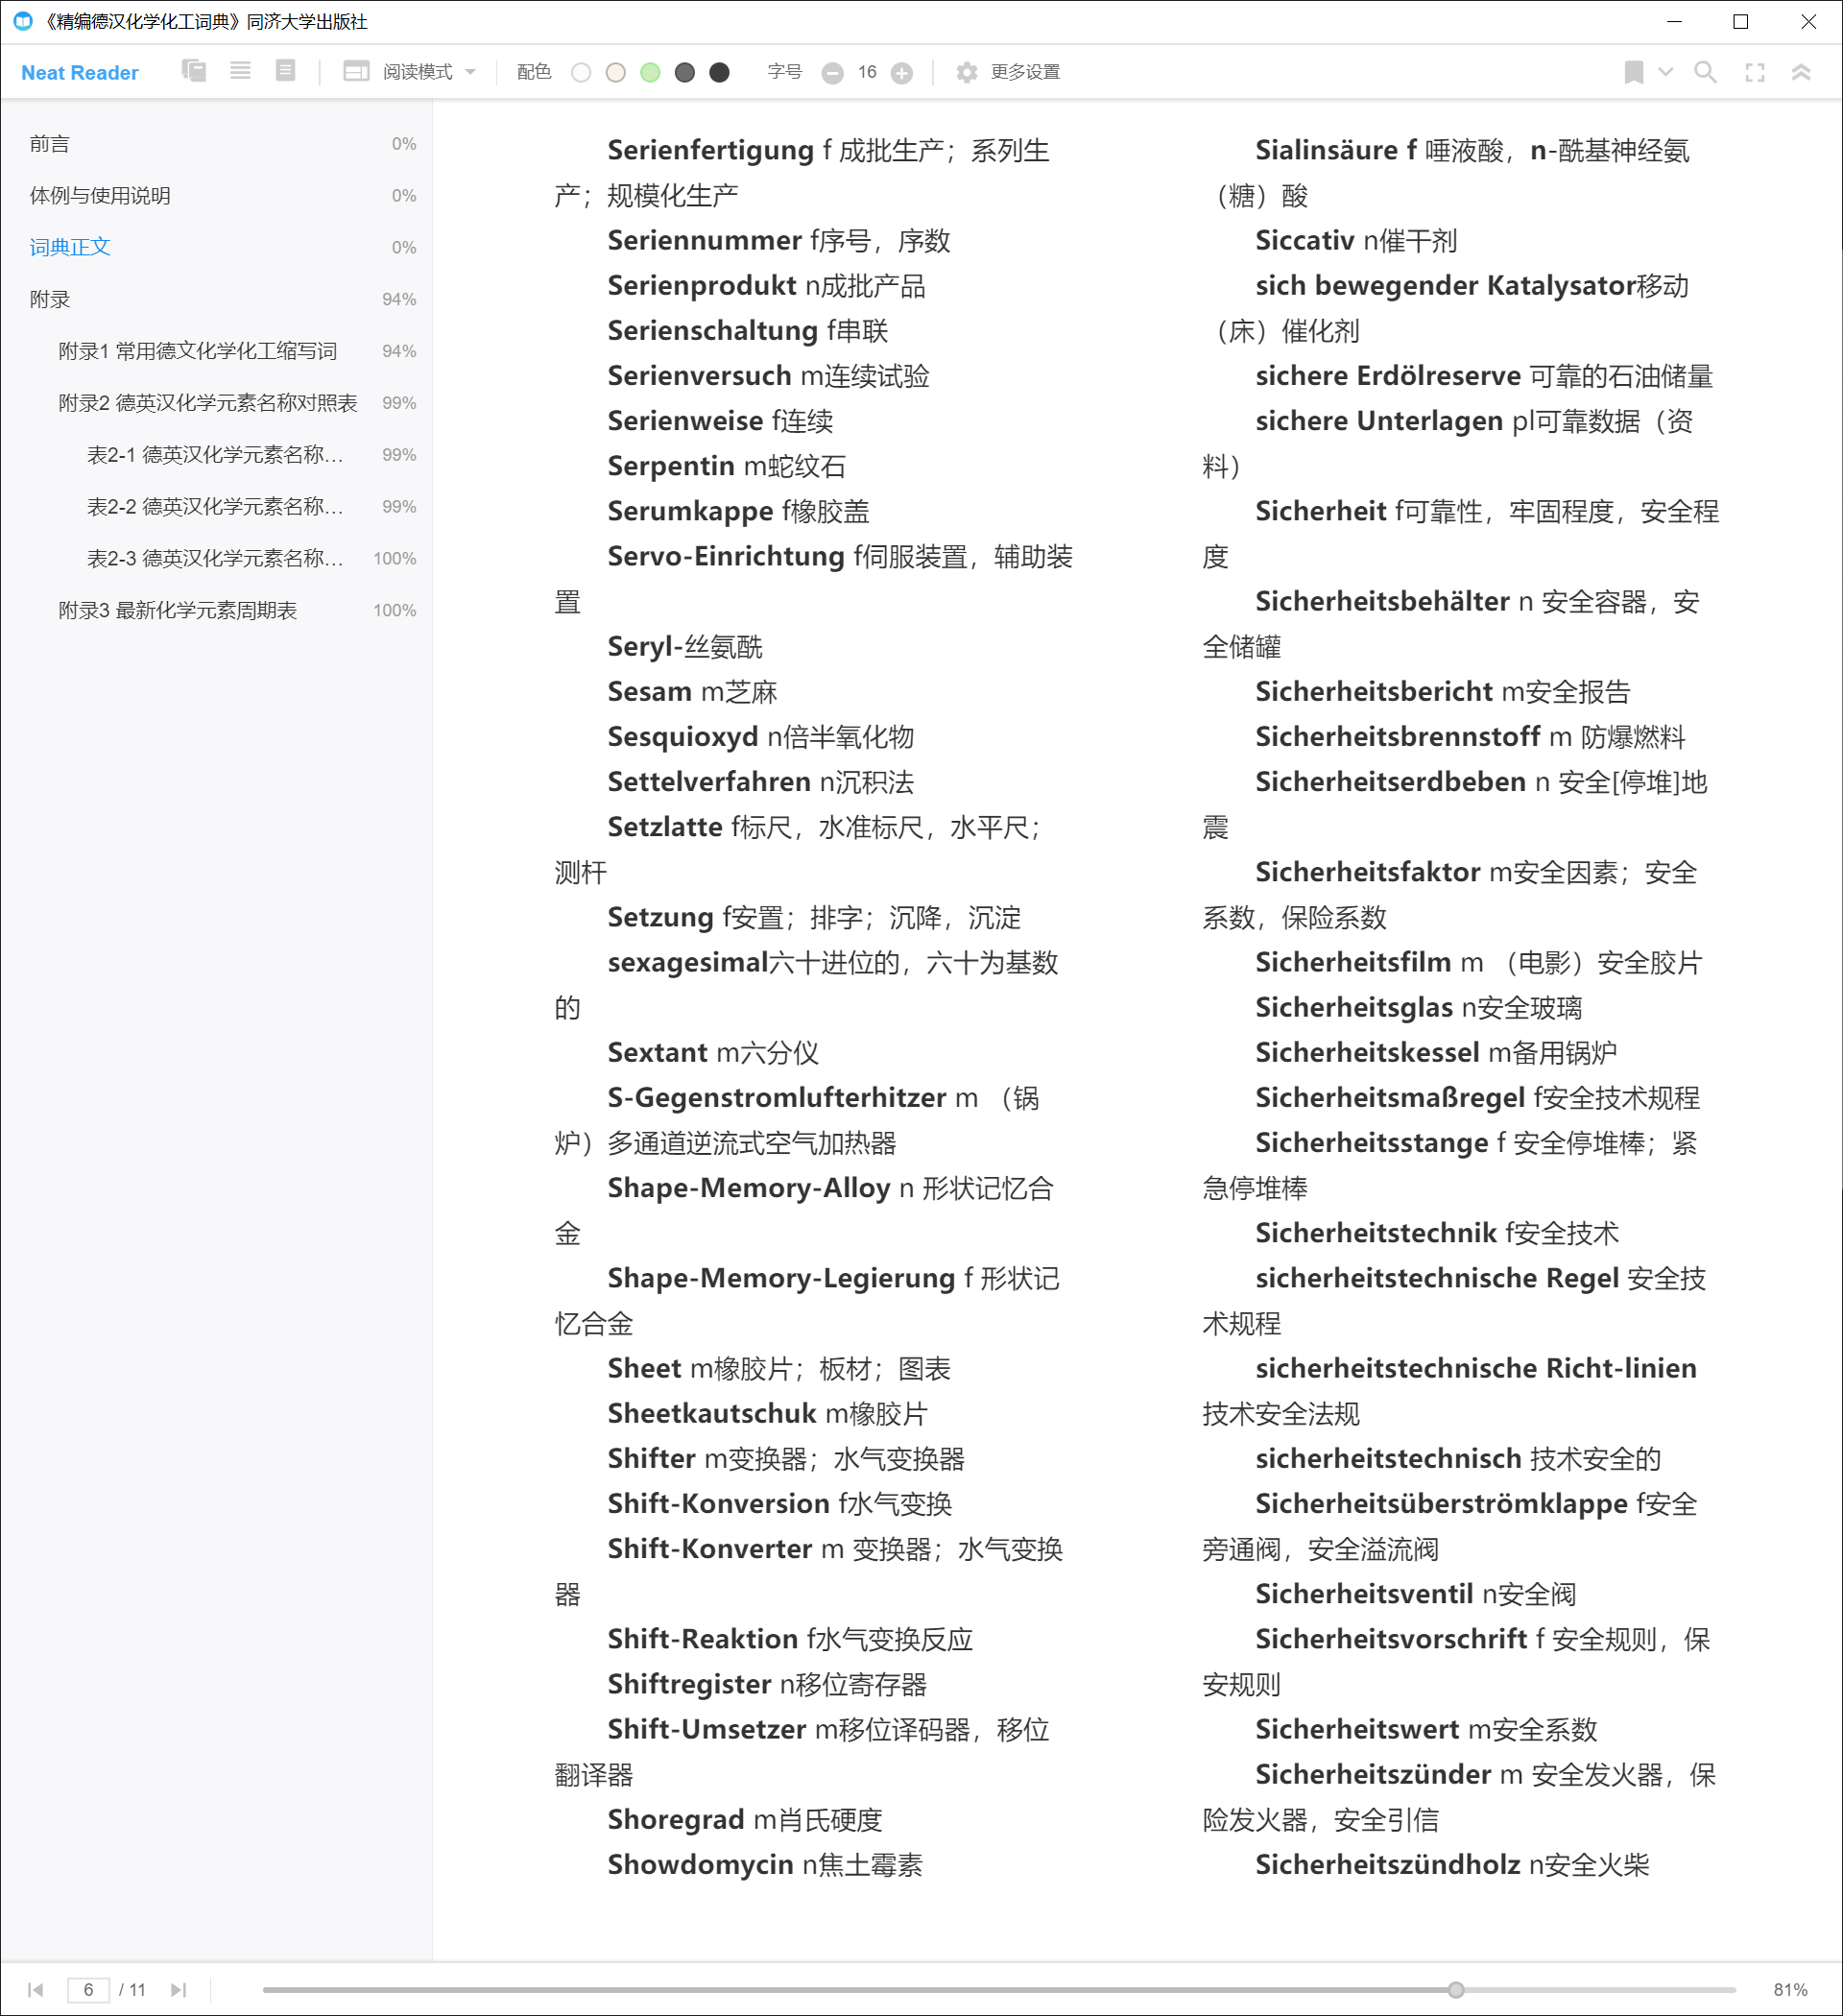 《精编德汉化学化工词典》同济大学出版社
Neat Reader 阅读模式 配色 字号 16 更多设置
前言 0%
体例与使用说明 0%
词典正文 0%
附录 94%
附录1 常用德文化学化工缩写词 94%
附录2 德英汉化学元素名称对照表 99%
表2-1 德英汉化学元素名称… 99%
表2-2 德英汉化学元素名称… 99%
表2-3 德英汉化学元素名称… 100%
附录3 最新化学元素周期表 100%
Serienfertigung f 成批生产；系列生
产；规模化生产
Seriennummer f序号，序数
Serienprodukt n成批产品
Serienschaltung f串联
Serienversuch m连续试验
Serienweise f连续
Serpentin m蛇纹石
Serumkappe f橡胶盖
Servo-Einrichtung f伺服装置，辅助装
置
Seryl-丝氨酰
Sesam m芝麻
Sesquioxyd n倍半氧化物
Settelverfahren n沉积法
Setzlatte f标尺，水准标尺，水平尺；
测杆
Setzung f安置；排字；沉降，沉淀
sexagesimal六十进位的，六十为基数
的
Sextant m六分仪
S-Gegenstromlufterhitzer m （锅
炉）多通道逆流式空气加热器
Shape-Memory-Alloy n 形状记忆合
金
Shape-Memory-Legierung f 形状记
忆合金
Sheet m橡胶片；板材；图表
Sheetkautschuk m橡胶片
Shifter m变换器；水气变换器
Shift-Konversion f水气变换
Shift-Konverter m 变换器；水气变换
器
Shift-Reaktion f水气变换反应
Shiftregister n移位寄存器
Shift-Umsetzer m移位译码器，移位
翻译器
Shoregrad m肖氏硬度
Showdomycin n焦土霉素
Sialinsäure f 唾液酸，n-酰基神经氨
（糖）酸
Siccativ n催干剂
sich bewegender Katalysator移动
（床）催化剂
sichere Erdölreserve 可靠的石油储量
sichere Unterlagen pl可靠数据（资
料）
Sicherheit f可靠性，牢固程度，安全程
度
Sicherheitsbehälter n 安全容器，安
全储罐
Sicherheitsbericht m安全报告
Sicherheitsbrennstoff m 防爆燃料
Sicherheitserdbeben n 安全[停堆]地
震
Sicherheitsfaktor m安全因素；安全
系数，保险系数
Sicherheitsfilm m （电影）安全胶片
Sicherheitsglas n安全玻璃
Sicherheitskessel m备用锅炉
Sicherheitsmaßregel f安全技术规程
Sicherheitsstange f 安全停堆棒；紧
急停堆棒
Sicherheitstechnik f安全技术
sicherheitstechnische Regel 安全技
术规程
sicherheitstechnische Richt-linien
技术安全法规
sicherheitstechnisch 技术安全的
Sicherheitsüberströmklappe f安全
旁通阀，安全溢流阀
Sicherheitsventil n安全阀
Sicherheitsvorschrift f 安全规则，保
安规则
Sicherheitswert m安全系数
Sicherheitszünder m 安全发火器，保
险发火器，安全引信
Sicherheitszündholz n安全火柴
6 / 11 81%